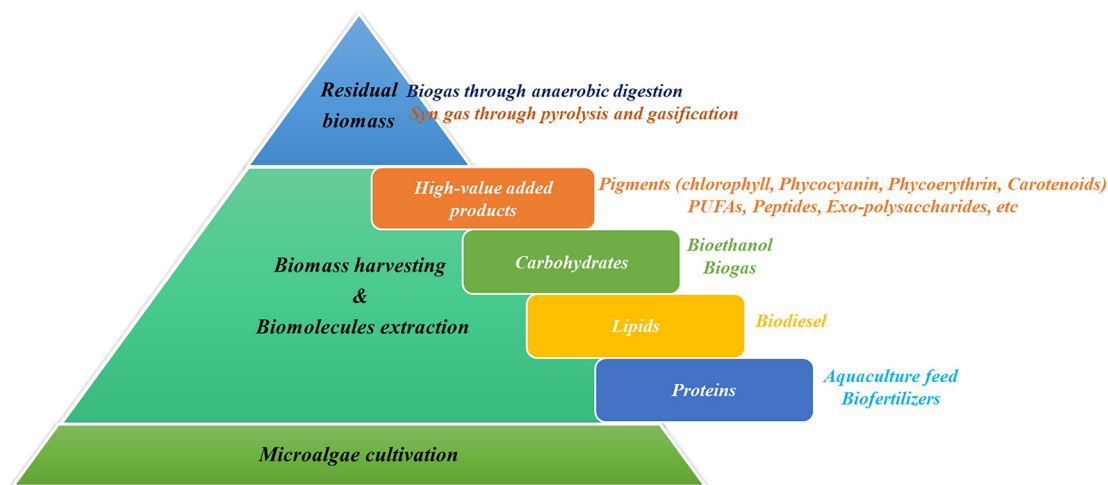 Residual
biomass
Biogas through anaerobic digestion
Syn gas through pyrolysis and gasification
High-value added
products
Pigments (chlorophyll, Phycocyanin, Phycoerythrin, Carotenoids)
PUFAs, Peptides, Exo-polysaccharides, etc
Biomass harvesting
&
Biomolecules extraction
Carbohydrates
Bioethanol
Biogas
Lipids
Biodiesel
Proteins
Aquaculture feed
Biofertilizers
Microalgae cultivation